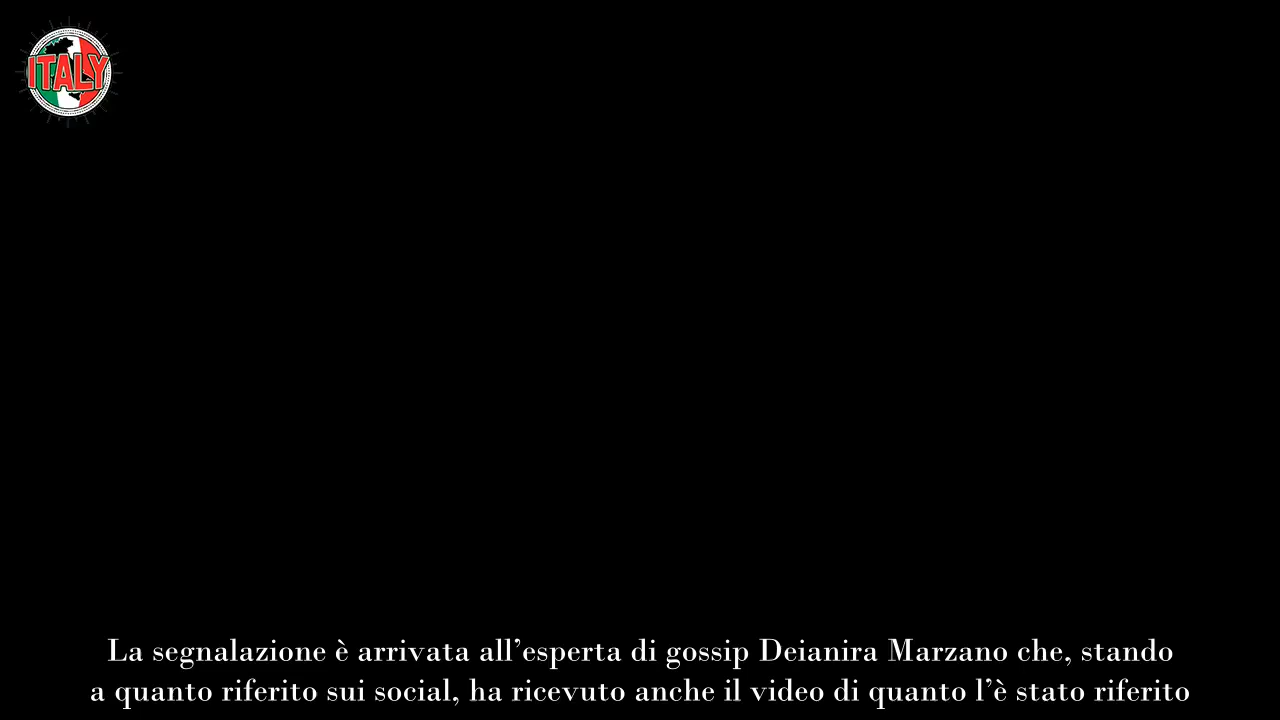 ITALY
La segnalazione è arrivata all’esperta di gossip Deianira Marzano che, stando
a quanto riferito sui social, ha ricevuto anche il video di quanto l’è stato riferito